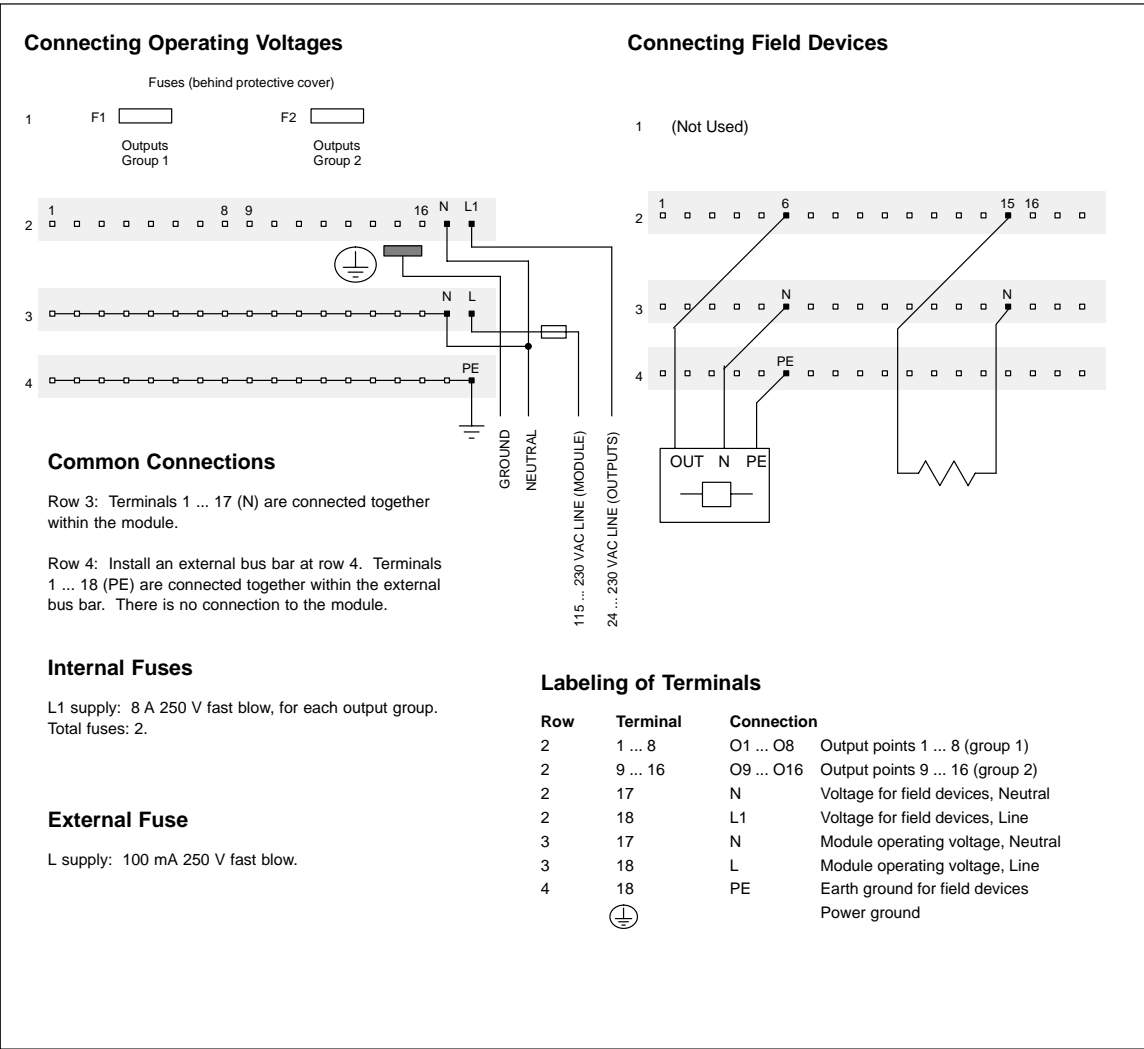 Connecting Operating Voltages
Fuses (behind protective cover)
1 F1 F2
Outputs Outputs
Group 1 Group 2
1 8 9 16 N L1
2
N L
3
PE
4
GROUND
NEUTRAL
115 ... 230 VAC LINE (MODULE)
24 ... 230 VAC LINE (OUTPUTS)
Connecting Field Devices
1 (Not Used)
1 6 15 16
2
N N
3
PE
4
OUT N PE
Common Connections
Row 3: Terminals 1 ... 17 (N) are connected together
within the module.
Row 4: Install an external bus bar at row 4. Terminals
1 ... 18 (PE) are connected together within the external
bus bar. There is no connection to the module.
Internal Fuses
L1 supply: 8 A 250 V fast blow, for each output group.
Total fuses: 2.
External Fuse
L supply: 100 mA 250 V fast blow.
Labeling of Terminals
Row Terminal Connection
2 1 ... 8 O1 ... O8 Output points 1 ... 8 (group 1)
2 9 ... 16 O9 ... O16 Output points 9 ... 16 (group 2)
2 17 N Voltage for field devices, Neutral
2 18 L1 Voltage for field devices, Line
3 17 N Module operating voltage, Neutral
3 18 L Module operating voltage, Line
4 18 PE Earth ground for field devices
Power ground